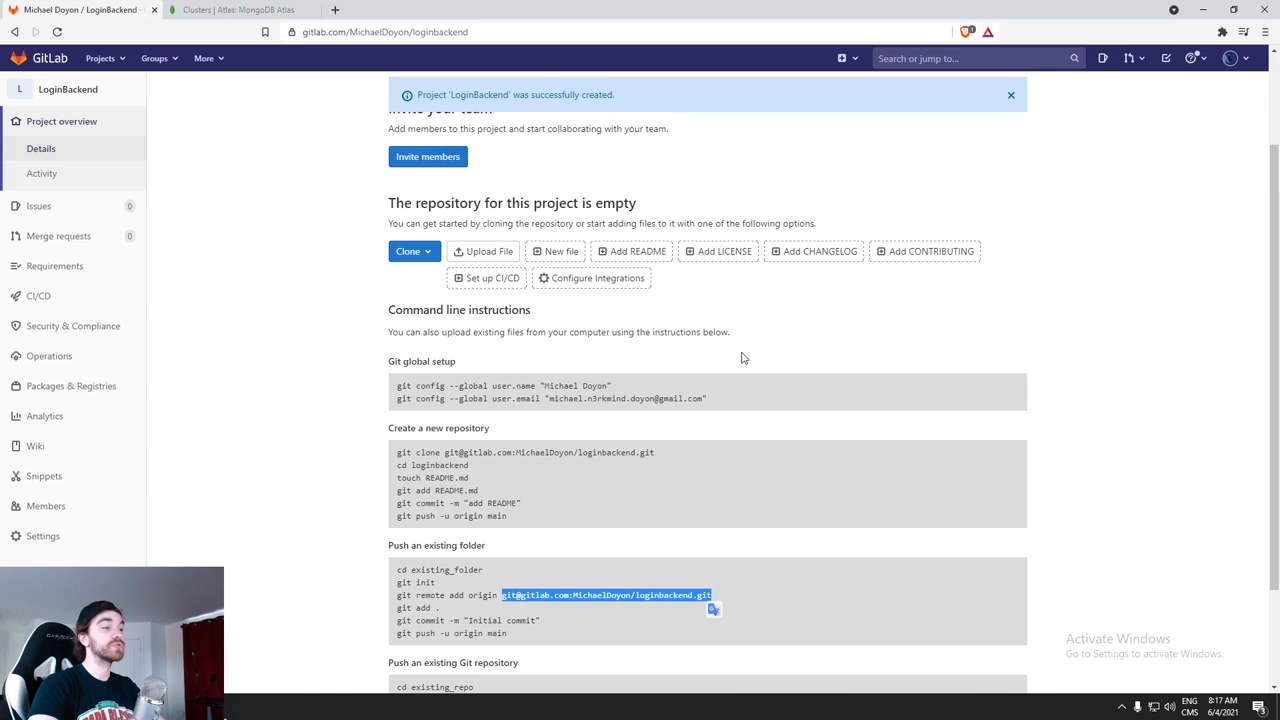 Michael Doyon / LoginBackend ·
Clusters | Atlas: MongoDB Atlas
gitlab.com/MichaelDoyon/loginbackend
GitLab
Projects
Groups
More
Search or jump to...
L
LoginBackend
Project overview
Details
Activity
Issues
0
Merge requests
0
Requirements
CI/CD
Security & Compliance
Operations
Packages & Registries
Analytics
Wiki
Snippets
Members
Settings
Project 'LoginBackend' was successfully created.
Invite your team
Add members to this project and start collaborating with your team.
Invite members
The repository for this project is empty
You can get started by cloning the repository or start adding files to it with one of the following options.
Clone
Upload File
New file
Add README
Add LICENSE
Add CHANGELOG
Add CONTRIBUTING
Set up CI/CD
Configure Integrations
Command line instructions
You can also upload existing files from your computer using the instructions below.
Git global setup
git config --global user.name "Michael Doyon"
git config --global user.email "michael.n3rkmind.doyon@gmail.com"
Create a new repository
git clone git@gitlab.com:MichaelDoyon/loginbackend.git
cd loginbackend
touch README.md
git add README.md
git commit -m "add README"
git push -u origin main
Push an existing folder
cd existing_folder
git init
git remote add origin git@gitlab.com:MichaelDoyon/loginbackend.git
git add .
git commit -m "Initial commit"
git push -u origin main
Push an existing Git repository
cd existing_repo
Activate Windows
Go to Settings to activate Windows.
ENG
CMS
8:17 AM
6/4/2021
3